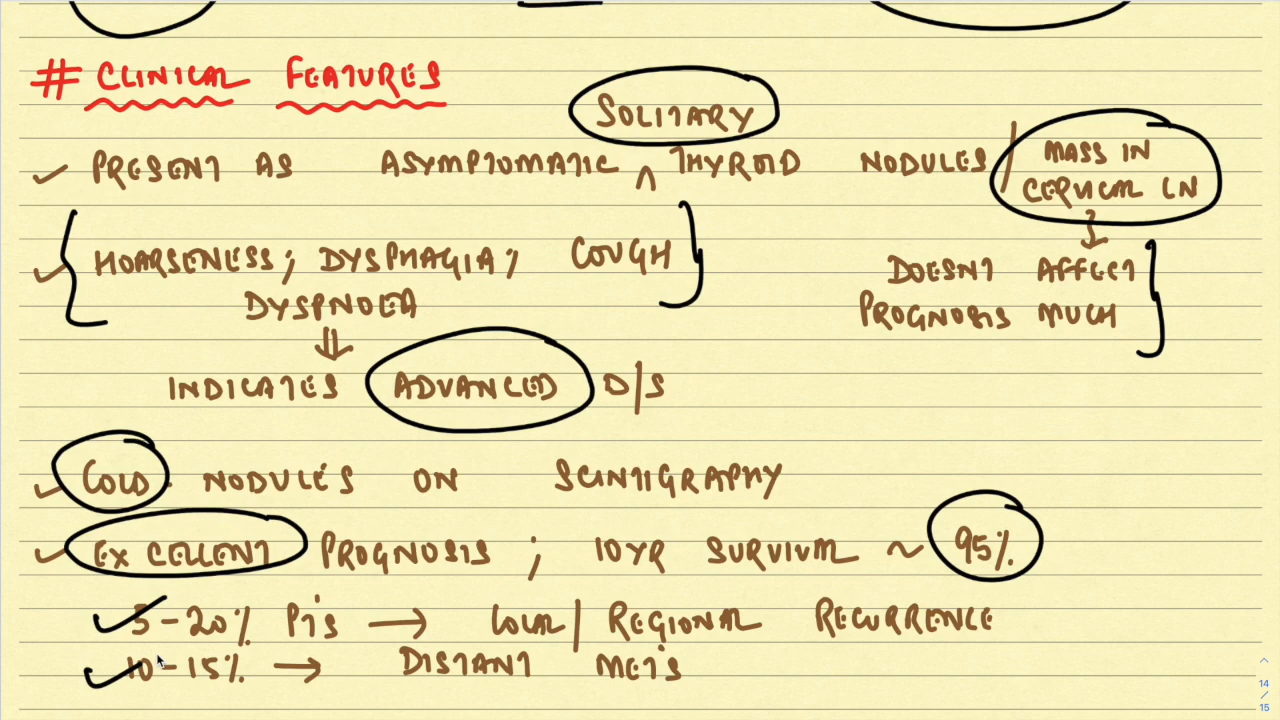 # CLINICAL FEATURES
SOLITARY
PRESENT AS ASYMPTOMATIC ^ THYROID NODULES / MASS IN
CERVICAL LN
DOESNT AFFECT
PROGNOSIS MUCH
HOARSENESS; DYSPHAGIA; COUGH
DYSPNOEA
INDICATES ADVANCED D/S
COLD NODULES ON SCINTIGRAPHY
EXCELLENT PROGNOSIS; 10YR SURVIVAL ~ 95%
5-20% PTS → LOCAL/REGIONAL RECURRENCE
10-15% → DISTANT METS
14
/
15